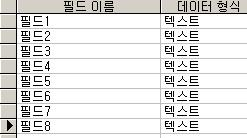 필드 이름 데이터 형식
필드1 텍스트
필드2 텍스트
필드3 텍스트
필드4 텍스트
필드5 텍스트
필드6 텍스트
필드7 텍스트
필드8 텍스트